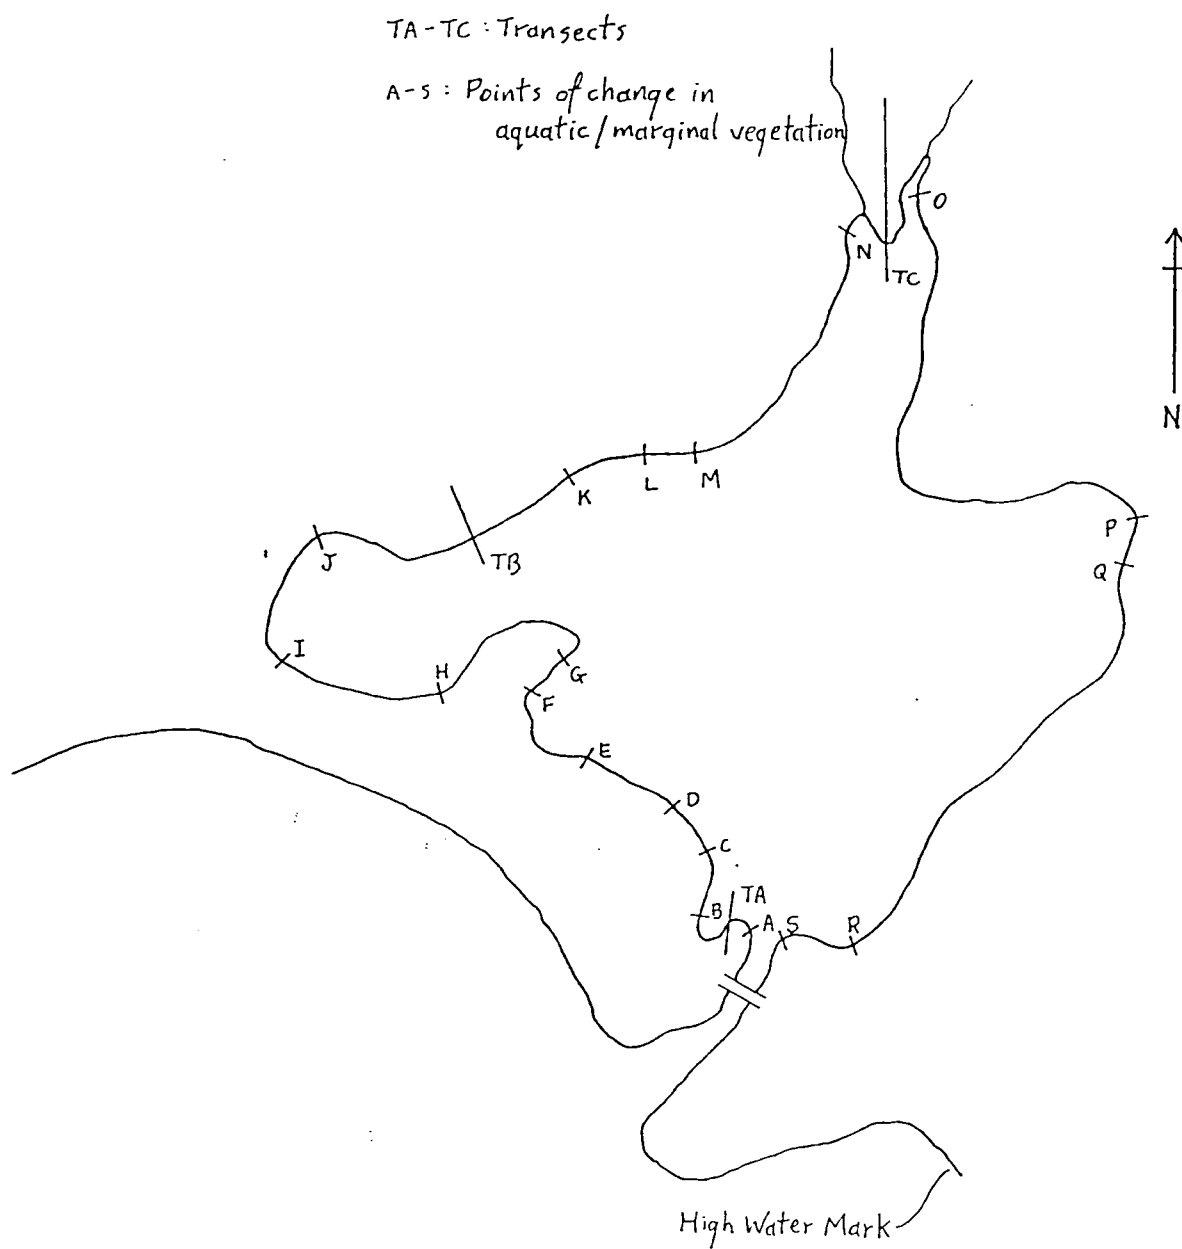 TA-TC : Transects
A-S : Points of change in
aquatic/marginal vegetation
O
N
TC
N
K
L
M
P
J
TB
Q
I
H
G
F
E
D
C
B
TA
A
S
R
High Water Mark